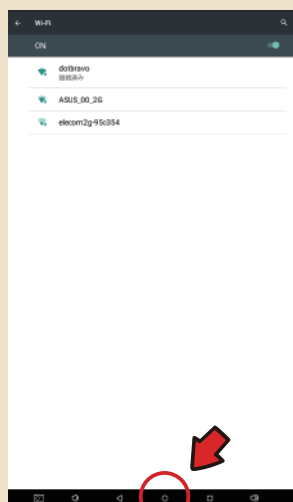 Wi-Fi
ON
dotbravo
接続済み
ASUS_00_2G
elecom2g-95c354